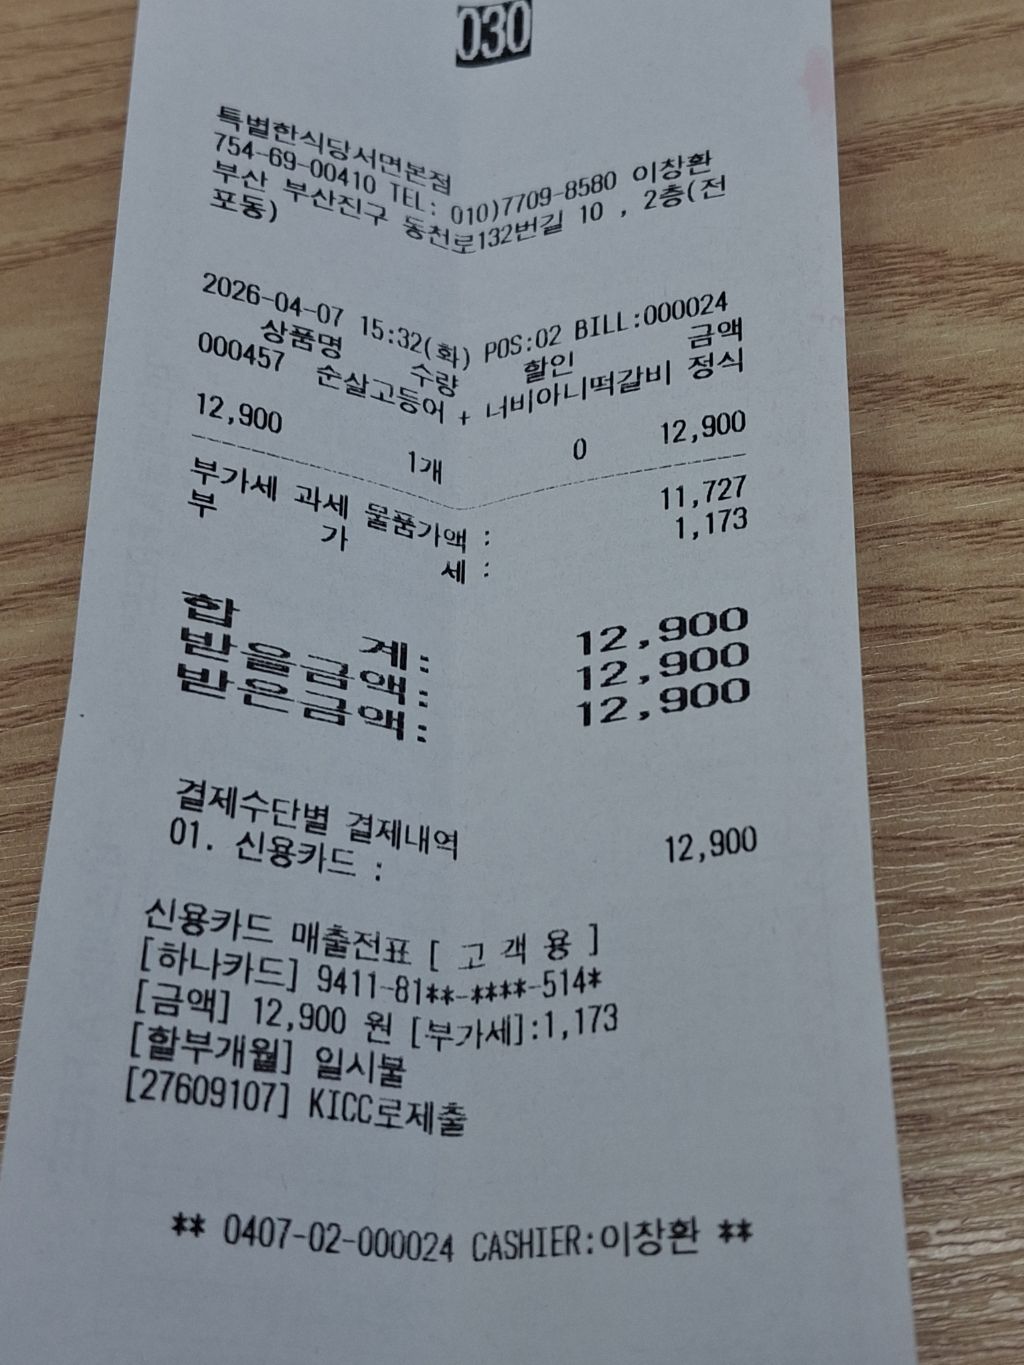 030
특별한식당서면본점
754-69-00410 TEL: 010)7709-8580 이창환
부산 부산진구 동천로132번길 10 , 2층(전
포동)
2026-04-07 15:32(화) POS:02 BILL:000024
상품명 수량 할인 금액
000457 순살고등어 + 너비아니떡갈비 정식
12,900 1개 0 12,900
부가세 과세 물품가액 : 11,727
부 가 세 : 1,173
합 계: 12,900
받을금액: 12,900
받은금액: 12,900
결제수단별 결제내역
01. 신용카드 : 12,900
신용카드 매출전표 [ 고 객 용 ]
[하나카드] 9411-81**-****-514*
[금액] 12,900 원 [부가세]:1,173
[할부개월] 일시불
[27609107] KICC로제출
** 0407-02-000024 CASHIER:이창환 **